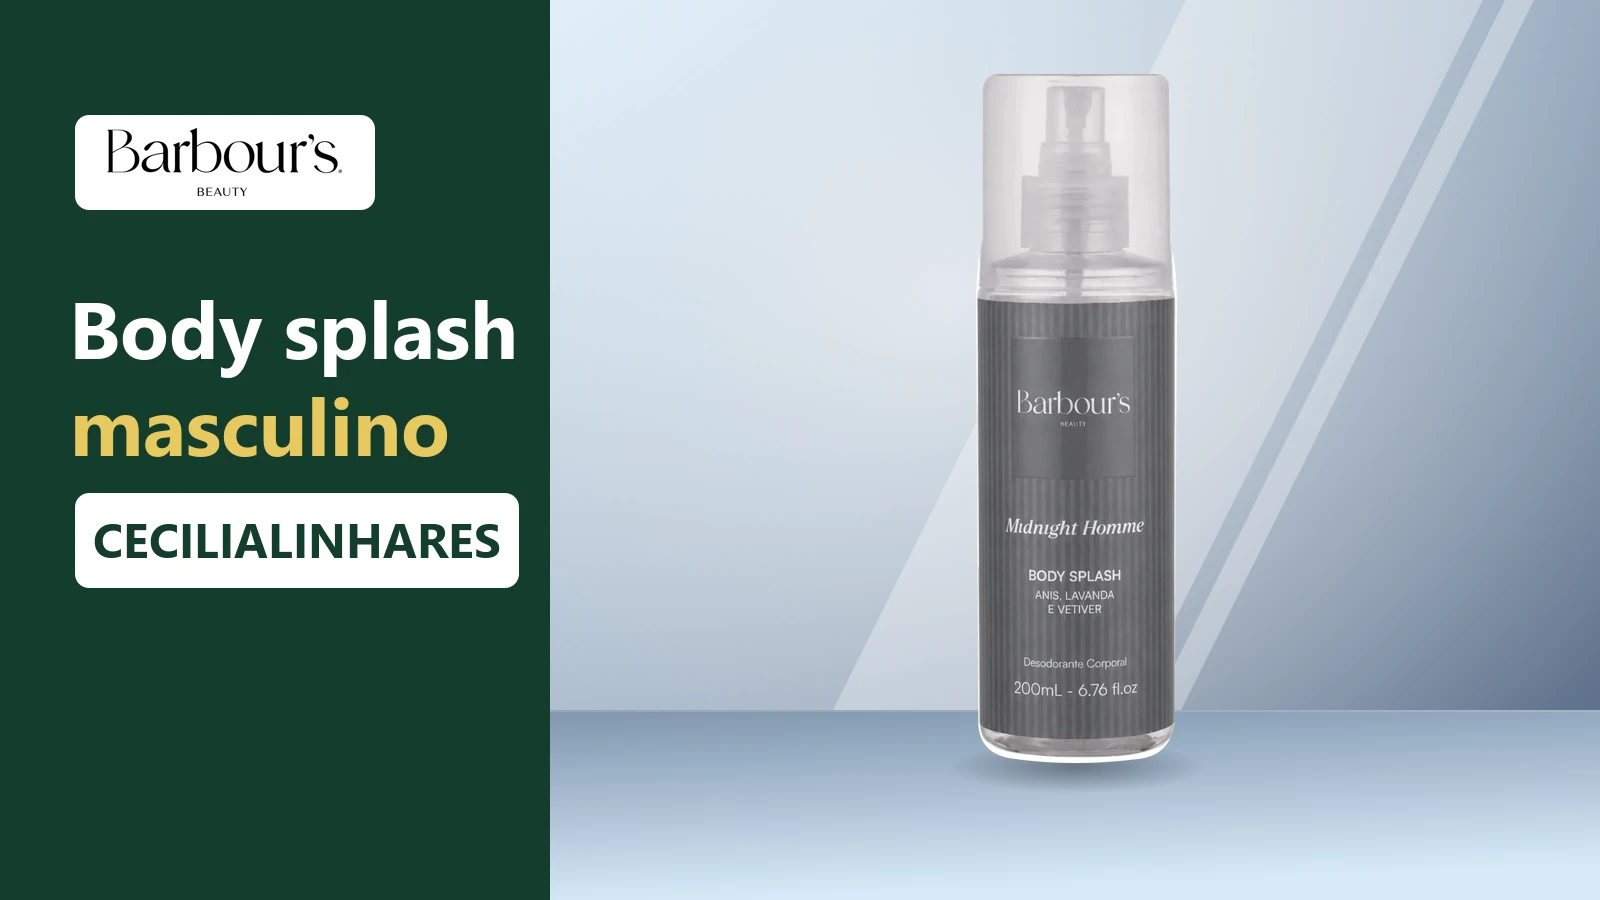 Barbour's
BEAUTY
Body splash
masculino
CECILIALINHARES
Barbour's
BEAUTY
Midnight Homme
BODY SPLASH
ANIS, LAVANDA
E VETIVER
Desodorante Corporal
200mL - 6.76 fl.oz